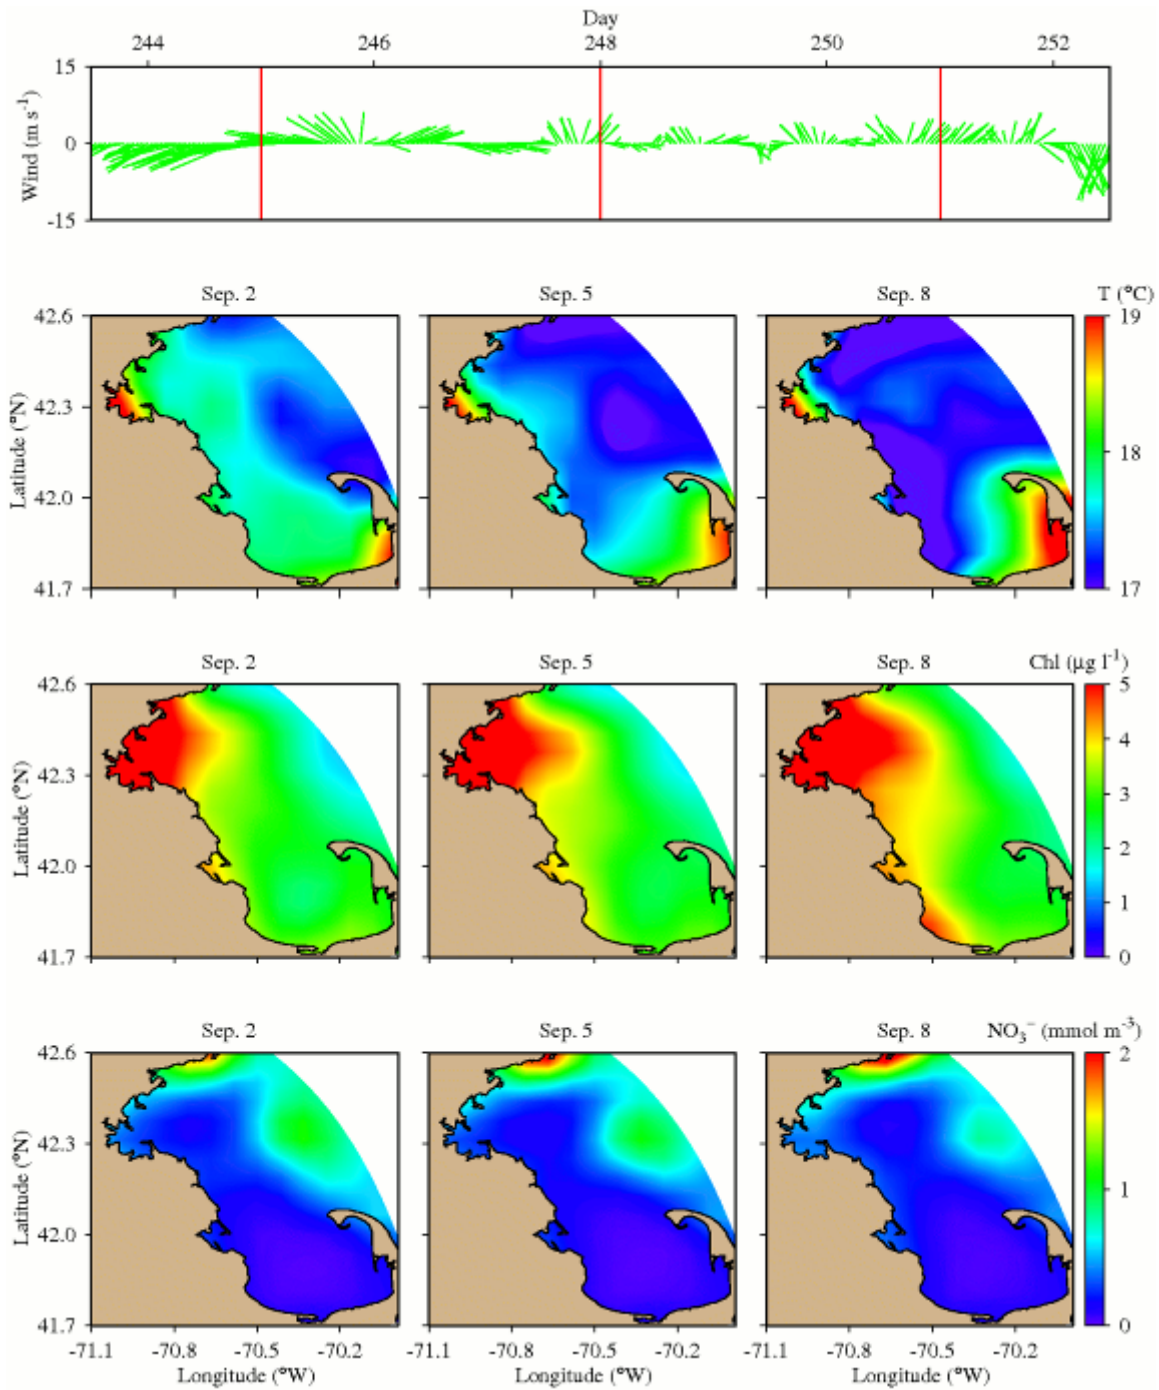 Day
244 246 248 250 252
15
0
-15
Wind (m s-1)
Sep. 2 Sep. 5 Sep. 8 T (°C)
42.6
42.3
42.0
41.7
Latitude (°N)
19
18
17
Sep. 2 Sep. 5 Sep. 8 Chl (μg l-1)
42.6
42.3
42.0
41.7
Latitude (°N)
5
4
3
2
1
0
Sep. 2 Sep. 5 Sep. 8 NO3− (mmol m-3)
42.6
42.3
42.0
41.7
Latitude (°N)
2
1
0
-71.1 -70.8 -70.5 -70.2 -71.1 -70.8 -70.5 -70.2 -71.1 -70.8 -70.5 -70.2
Longitude (°W) Longitude (°W) Longitude (°W)